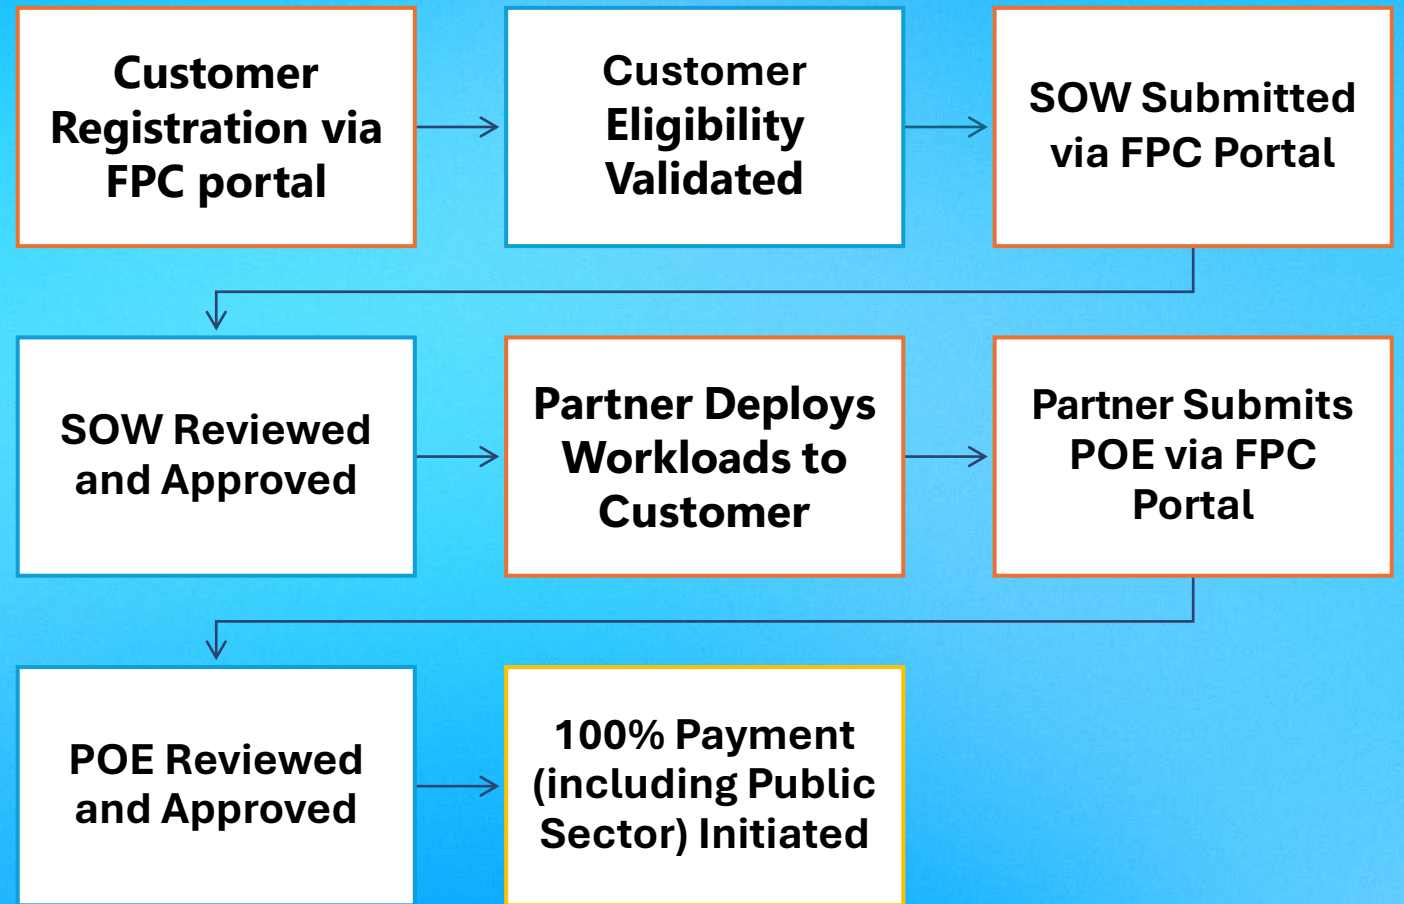 Customer
Registration via
FPC portal
Customer
Eligibility
Validated
SOW Submitted
via FPC Portal
SOW Reviewed
and Approved
Partner Deploys
Workloads to
Customer
Partner Submits
POE via FPC
Portal
POE Reviewed
and Approved
100% Payment
(including Public
Sector) Initiated